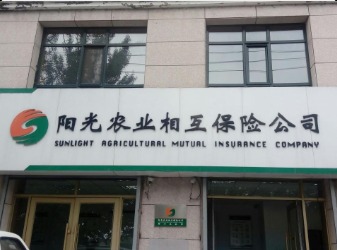 阳光农业相互保险公司
SUNLIGHT AGRICULTURAL MUTUAL INSURANCE COMPANY